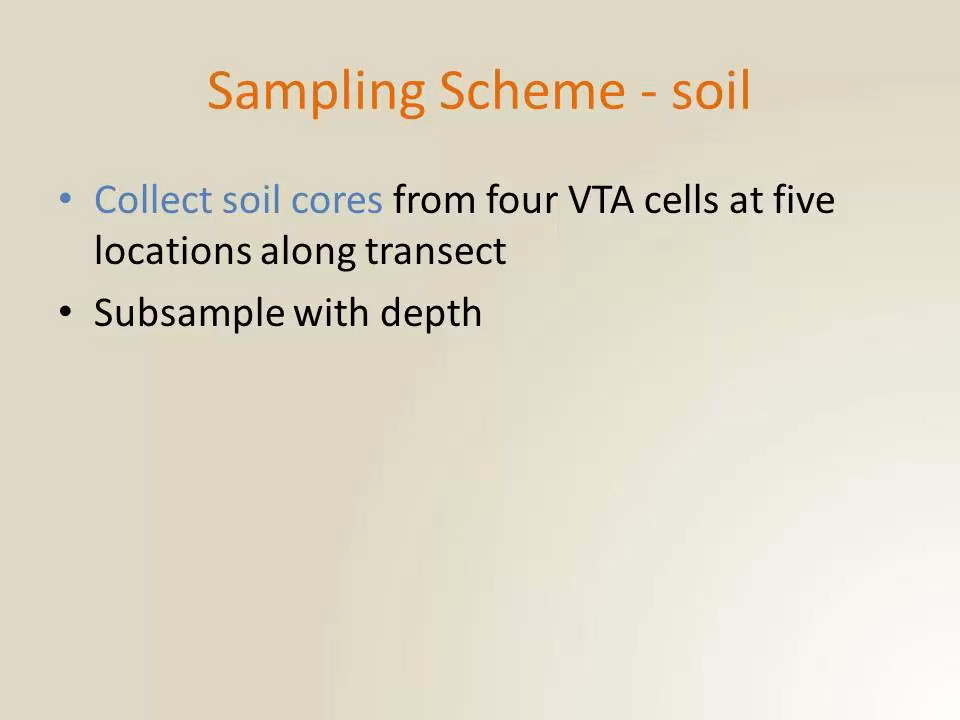 Sampling Scheme - soil
• Collect soil cores from four VTA cells at five
locations along transect
• Subsample with depth